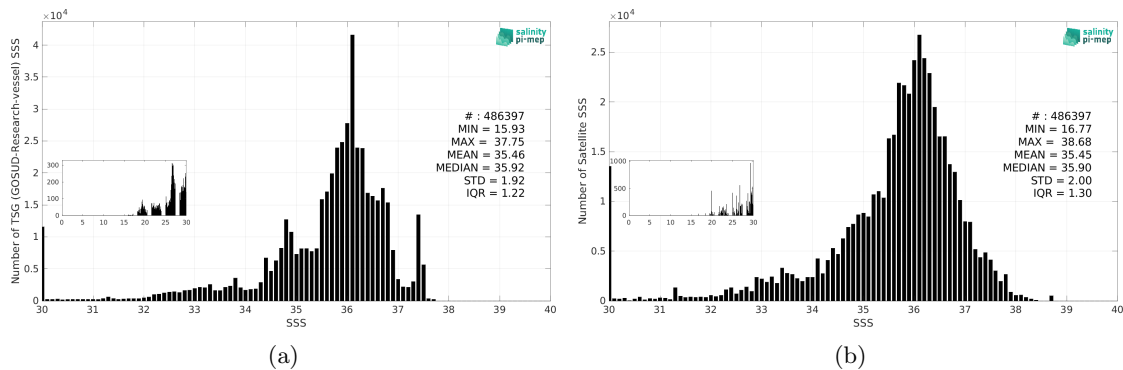 ×10⁴
salinity
pi-mep
Number of TSG (GOSUD-Research-vessel) SSS
4
3.5
3
2.5
2
1.5
1
0.5
0
# : 486397
MIN = 15.93
MAX = 37.75
MEAN = 35.46
MEDIAN = 35.92
STD = 1.92
IQR = 1.22
300
200
100
0
0 5 10 15 20 25 30
30 31 32 33 34 35 36 37 38 39 40
SSS
(a)
×10⁴
salinity
pi-mep
Number of Satellite SSS
2.5
2
1.5
1
0.5
0
# : 486397
MIN = 16.77
MAX = 38.68
MEAN = 35.45
MEDIAN = 35.90
STD = 2.00
IQR = 1.30
1000
500
0
0 5 10 15 20 25 30
30 31 32 33 34 35 36 37 38 39 40
SSS
(b)